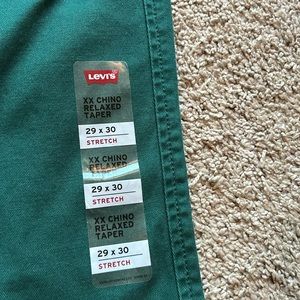 Levi's
XX CHINO
RELAXED
TAPER
29 x 30
STRETCH
XX CHINO
RELAXED
TAPER
29 x 30
STRETCH
XX CHINO
RELAXED
TAPER
29 x 30
STRETCH